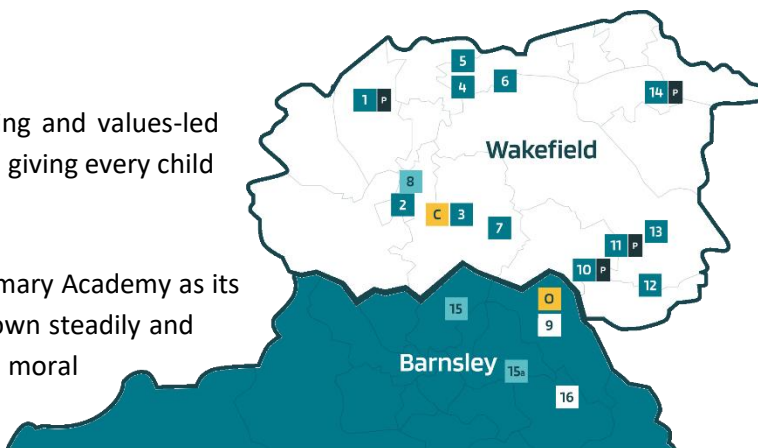 ing and values-led
giving every child
mary Academy as its
own steadily and
moral
5
4
6
1 P
14 P
Wakefield
8
2
C 3
7
13
11 P
10 P
12
15
O
9
Barnsley
15a
16